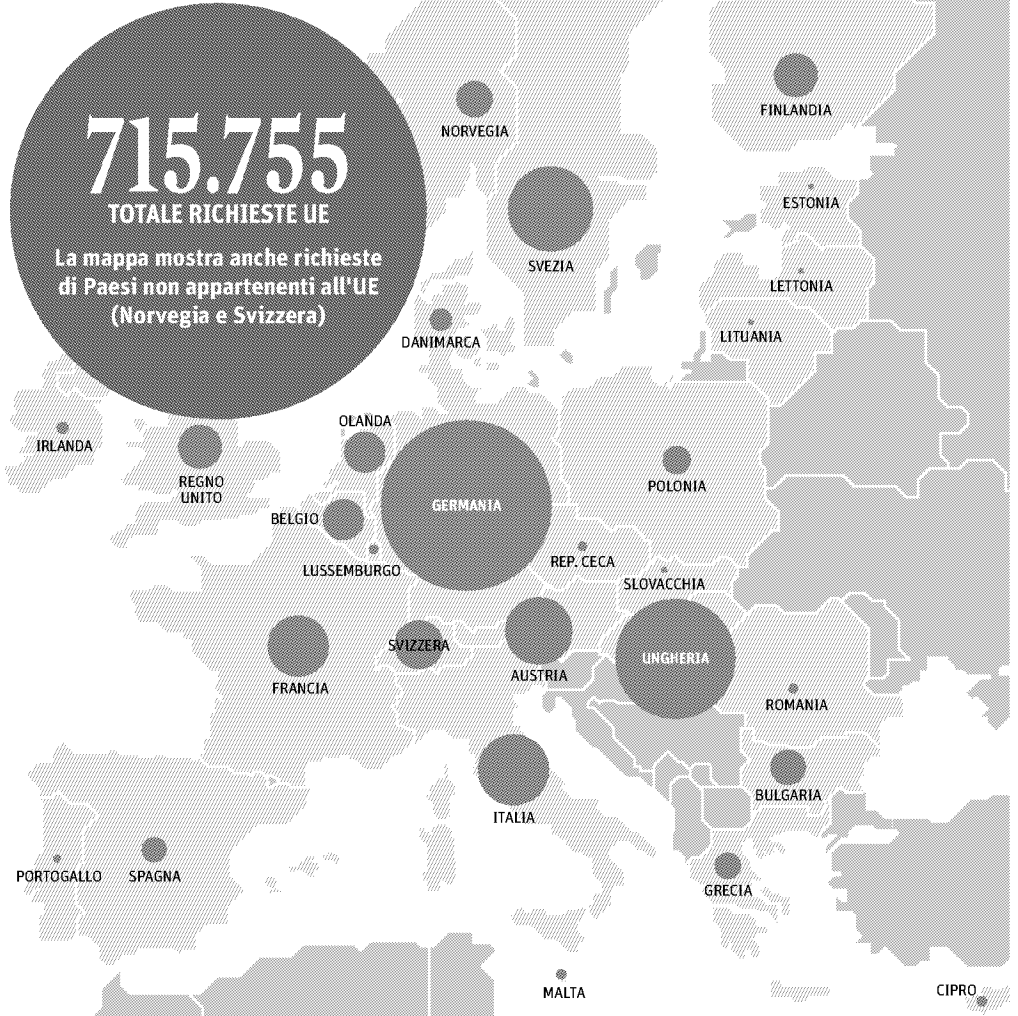 715.755
TOTALE RICHIESTE UE
La mappa mostra anche richieste
di Paesi non appartenenti all'UE
(Norvegia e Svizzera)
FINLANDIA
NORVEGIA
ESTONIA
SVEZIA
LETTONIA
LITUANIA
DANIMARCA
OLANDA
IRLANDA
REGNO
UNITO
POLONIA
GERMANIA
BELGIO
REP. CECA
LUSSEMBURGO
SLOVACCHIA
SVIZZERA
UNGHERIA
AUSTRIA
FRANCIA
ROMANIA
BULGARIA
ITALIA
PORTOGALLO
SPAGNA
GRECIA
MALTA
CIPRO